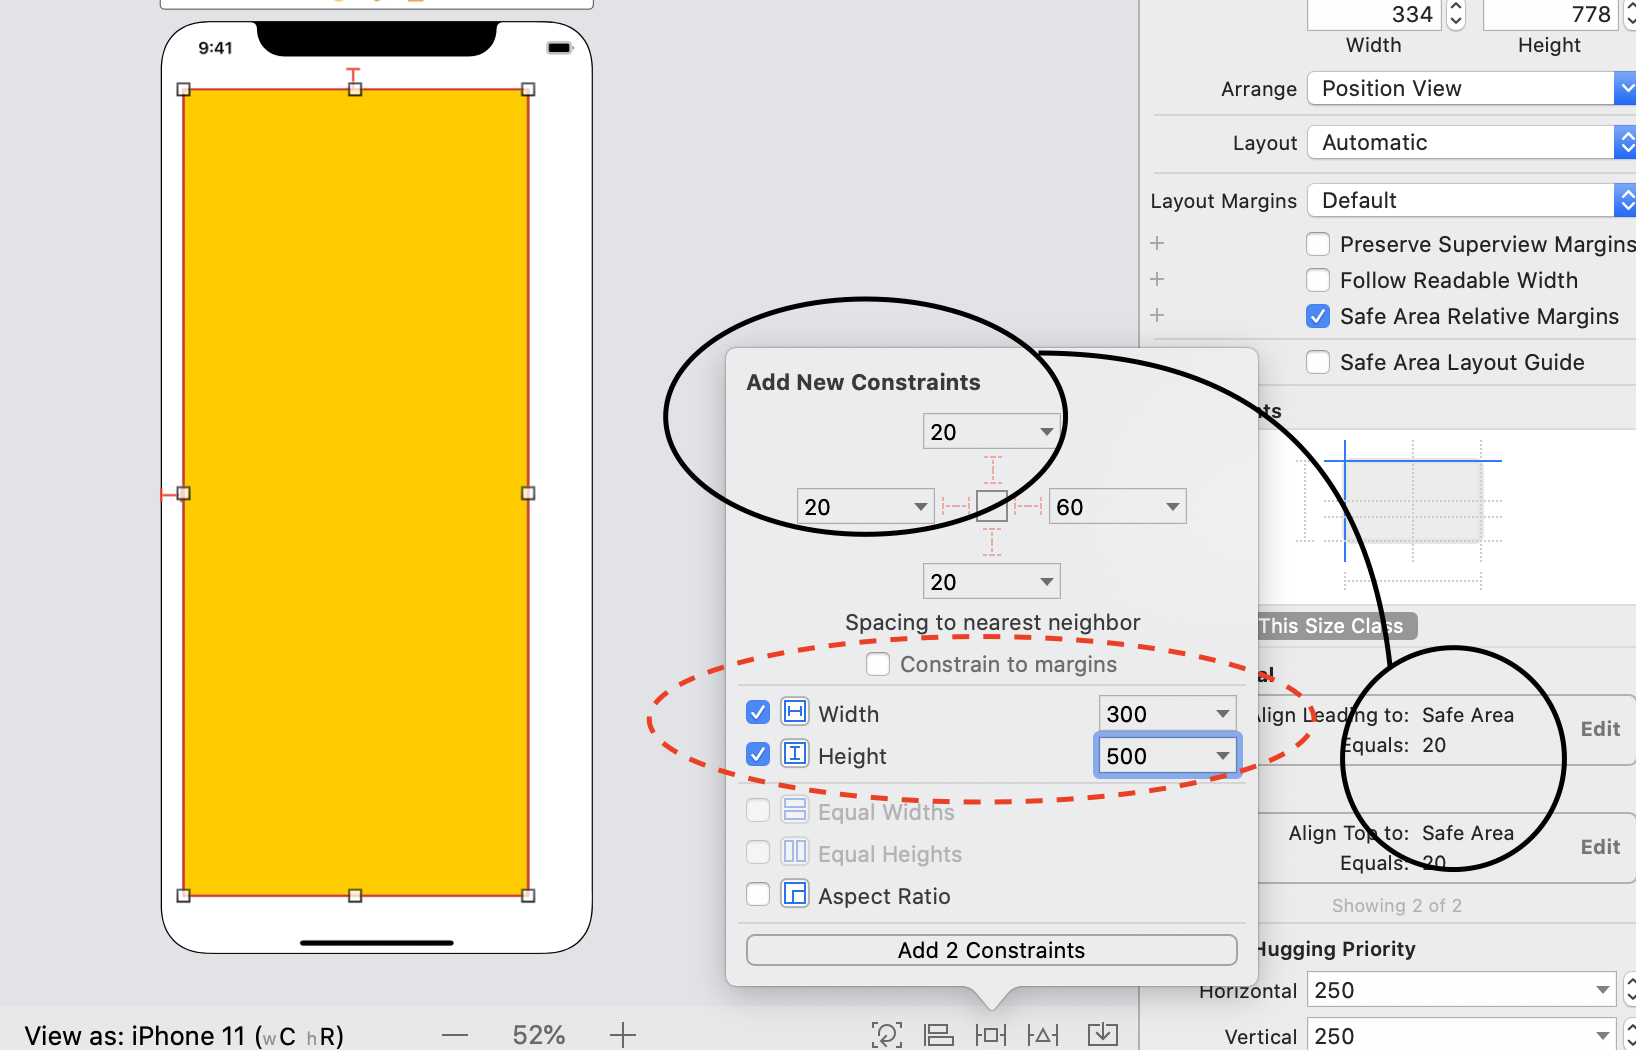 334 778
Width Height
9:41
Arrange Position View
Layout Automatic
Layout Margins Default
Preserve Superview Margins
Follow Readable Width
Safe Area Relative Margins
Safe Area Layout Guide
Add New Constraints
20
20 60
20
Spacing to nearest neighbor
Constrain to margins
Width 300
Height 500
Equal Widths
Equal Heights
Aspect Ratio
Add 2 Constraints
This Size Class
Align Leading to: Safe Area
Equals: 20
Edit
Align Top to: Safe Area
Equals: 20
Edit
Showing 2 of 2
Hugging Priority
Horizontal 250
Vertical 250
View as: iPhone 11 (wC hR) — 52% +